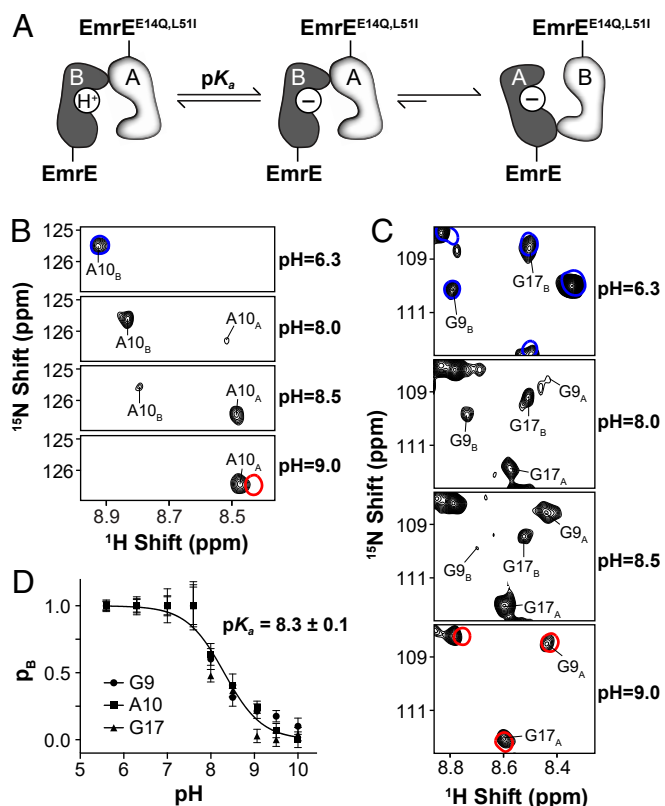 A
EmrE^E14Q,L51I
EmrE^E14Q,L51I
EmrE^E14Q,L51I
B A
pKa
B A
A B
H+
−
−
EmrE
EmrE
EmrE
B
125
126
A10B
pH=6.3
125
126
A10B
A10A
pH=8.0
125
126
A10B
A10A
pH=8.5
125
126
A10A
pH=9.0
8.9 8.7 8.5
¹H Shift (ppm)
¹⁵N Shift (ppm)
C
109
111
G17B
G9B
pH=6.3
109
111
G9A
G9B
G17B
G17A
pH=8.0
109
111
G9A
G9B
G17B
G17A
pH=8.5
109
111
G9A
G17A
pH=9.0
8.8 8.6 8.4
¹H Shift (ppm)
¹⁵N Shift (ppm)
D
pKa = 8.3 ± 0.1
1.0
0.5
0.0
pB
G9
A10
G17
5 6 7 8 9 10
pH